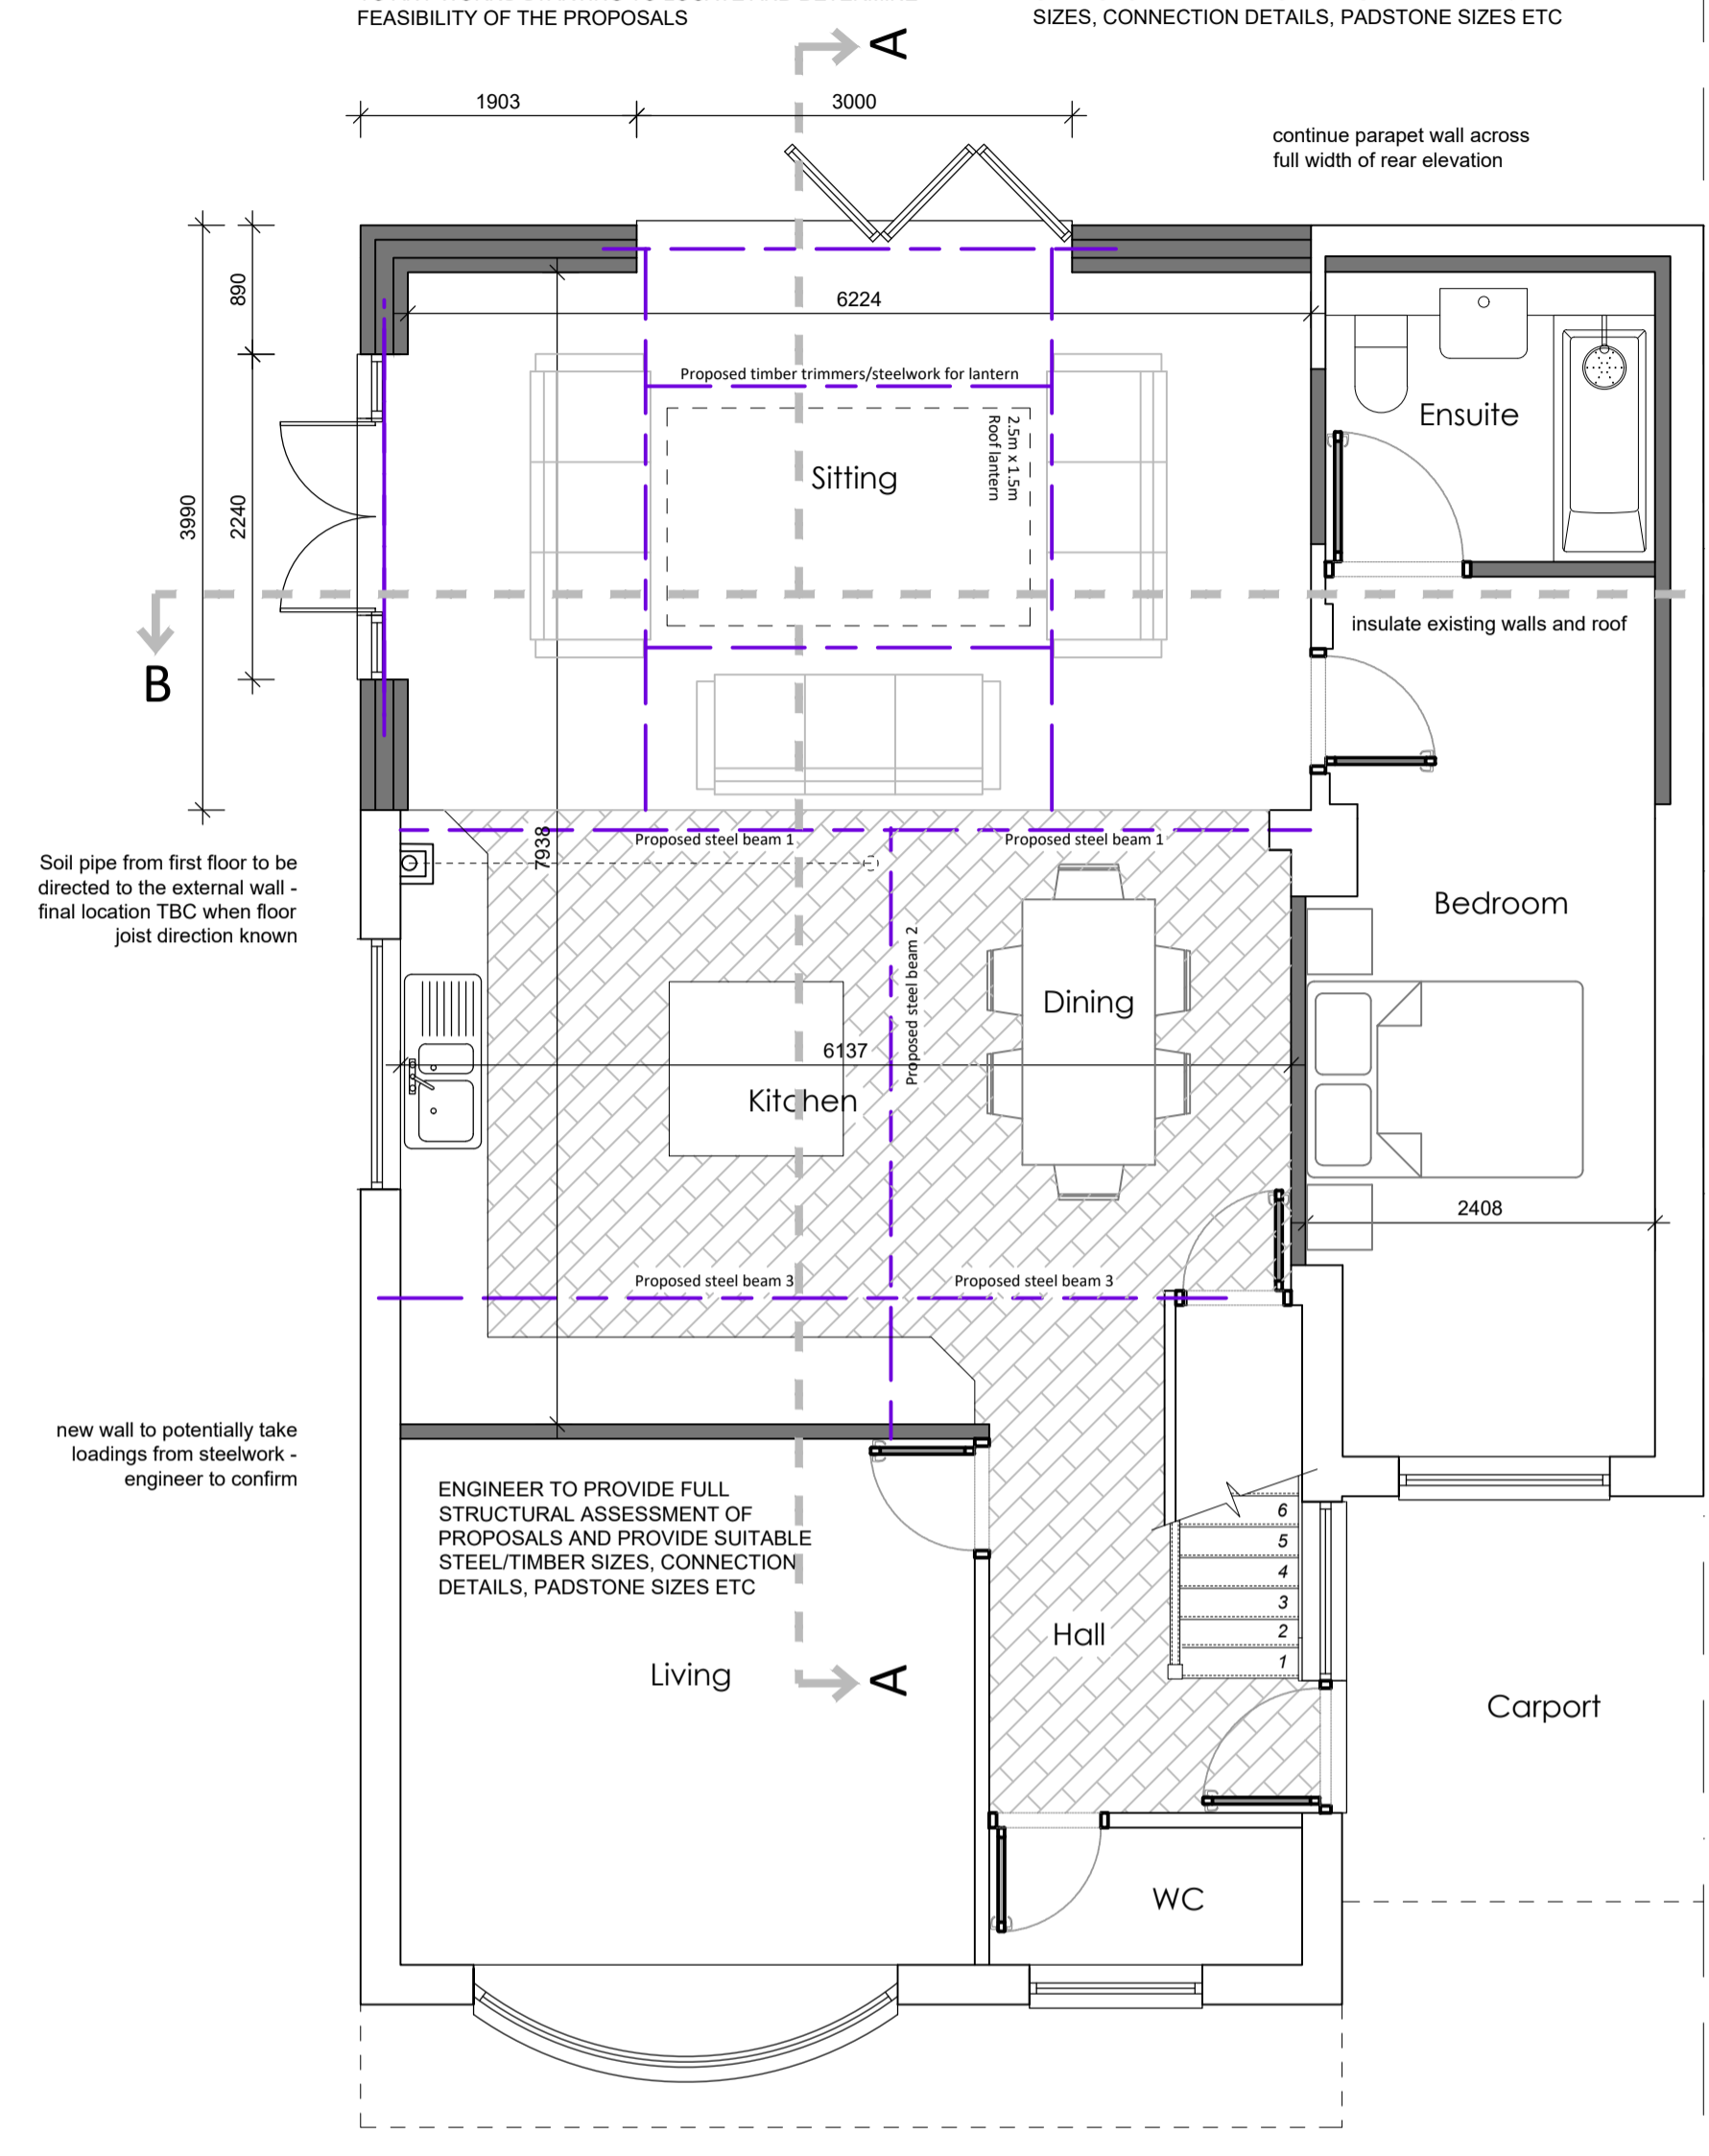 FEASIBILITY OF THE PROPOSALS
SIZES, CONNECTION DETAILS, PADSTONE SIZES ETC
A
1903
3000
continue parapet wall across
full width of rear elevation
890
6224
Proposed timber trimmers/steelwork for lantern
2.5m x 1.5m
Roof lantern
Ensuite
Sitting
3990
2240
insulate existing walls and roof
B
7938
Proposed steel beam 1
Proposed steel beam 1
Soil pipe from first floor to be
directed to the external wall -
final location TBC when floor
joist direction known
Bedroom
Proposed steel beam 2
Dining
6137
Kitchen
2408
Proposed steel beam 3
Proposed steel beam 3
new wall to potentially take
loadings from steelwork -
engineer to confirm
ENGINEER TO PROVIDE FULL
STRUCTURAL ASSESSMENT OF
PROPOSALS AND PROVIDE SUITABLE
STEEL/TIMBER SIZES, CONNECTION
DETAILS, PADSTONE SIZES ETC
6
5
4
3
2
1
Hall
Living
A
Carport
WC